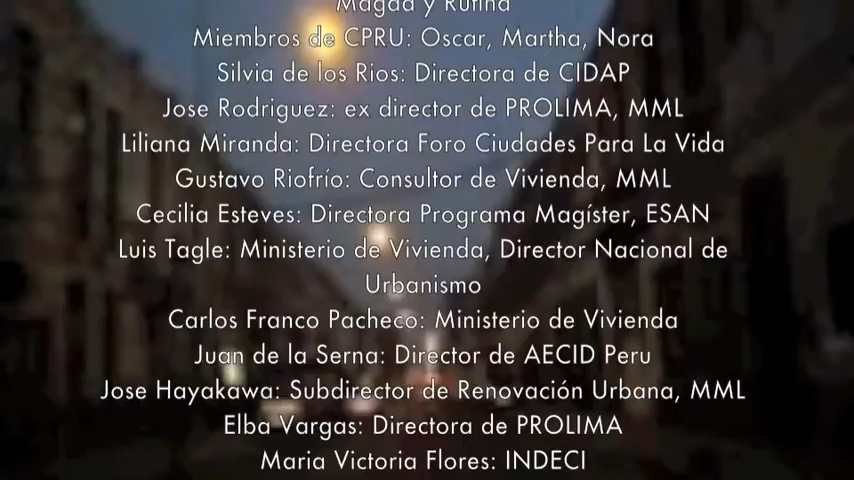 Magda y Rufina
Miembros de CPRU: Oscar, Martha, Nora
Silvia de los Rios: Directora de CIDAP
Jose Rodriguez: ex director de PROLIMA, MML
Liliana Miranda: Directora Foro Ciudades Para La Vida
Gustavo Riofrío: Consultor de Vivienda, MML
Cecilia Esteves: Directora Programa Magíster, ESAN
Luis Tagle: Ministerio de Vivienda, Director Nacional de
Urbanismo
Carlos Franco Pacheco: Ministerio de Vivienda
Juan de la Serna: Director de AECID Peru
Jose Hayakawa: Subdirector de Renovación Urbana, MML
Elba Vargas: Directora de PROLIMA
Maria Victoria Flores: INDECI